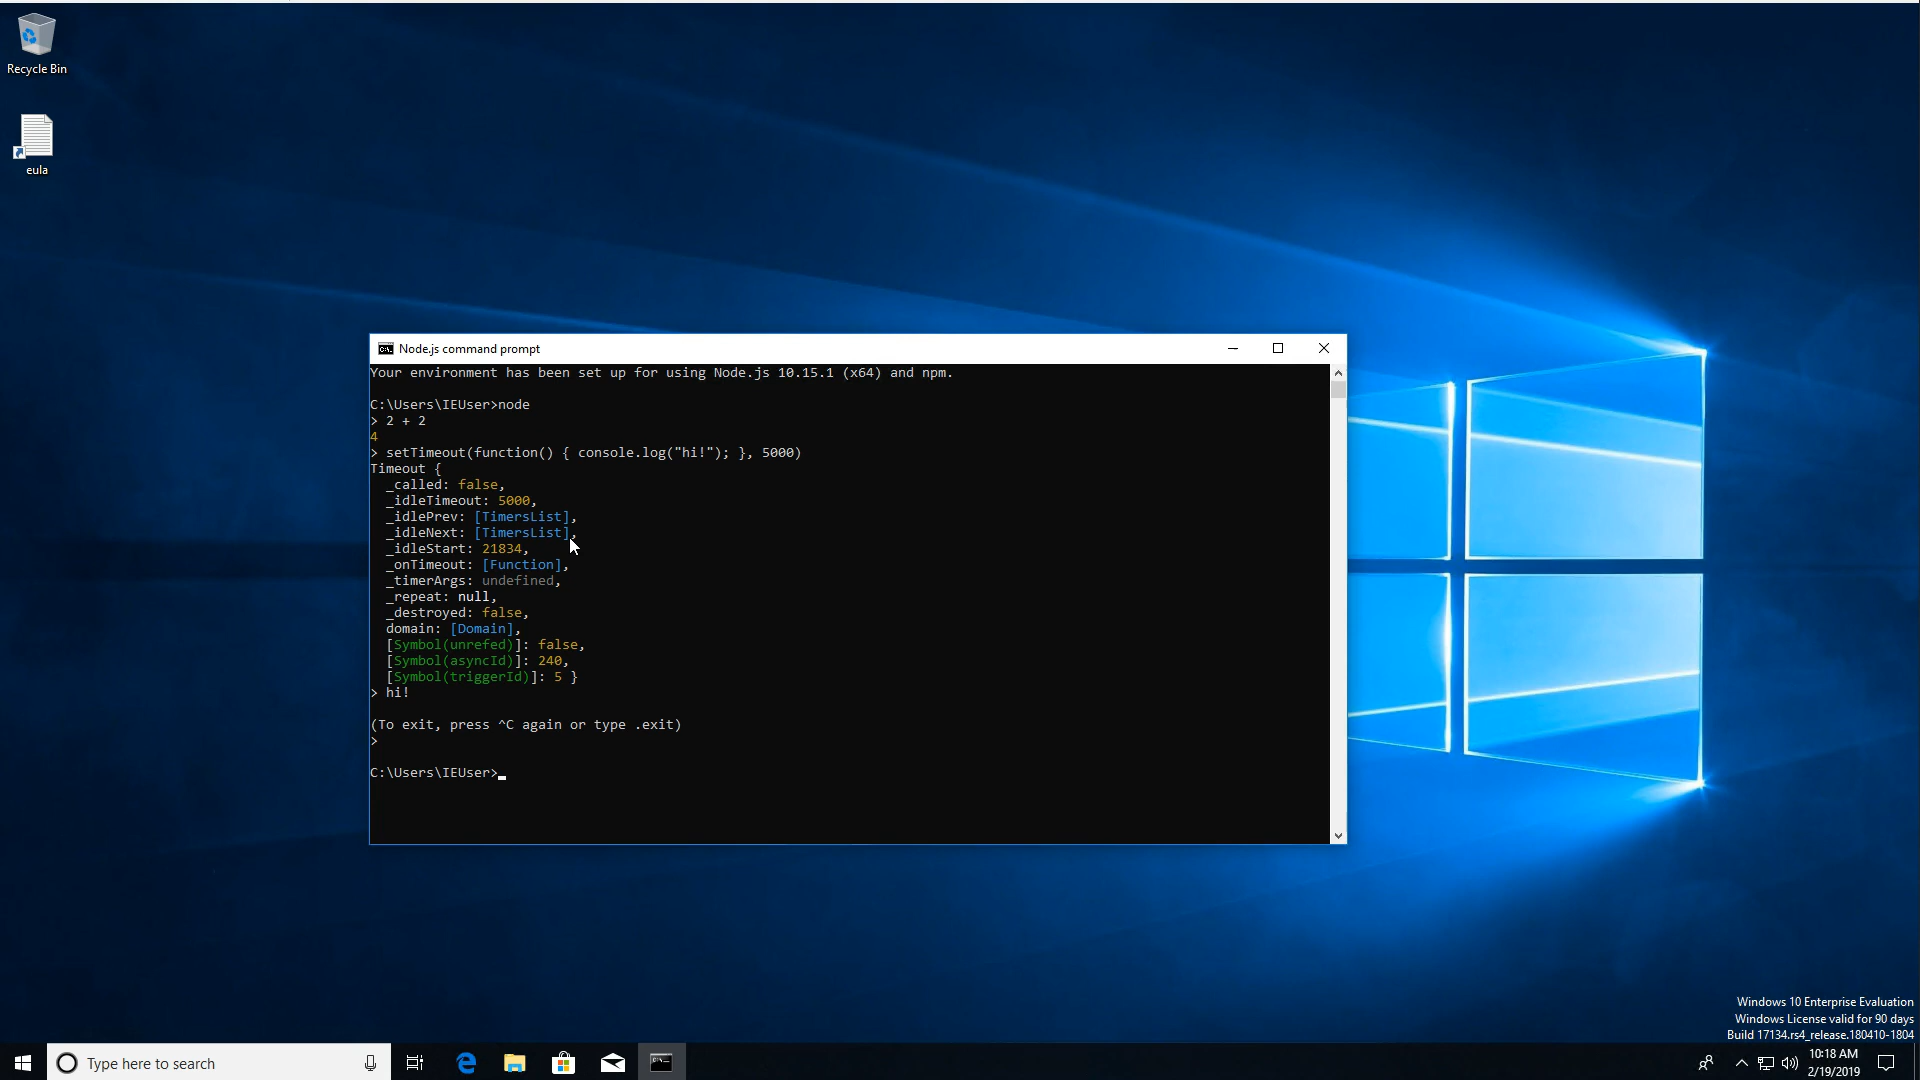 Recycle Bin
eula
Node.js command prompt
Your environment has been set up for using Node.js 10.15.1 (x64) and npm.
C:\Users\IEUser>node
> 2 + 2
4
> setTimeout(function() { console.log("hi!"); }, 5000)
Timeout {
  _called: false,
  _idleTimeout: 5000,
  _idlePrev: [TimersList],
  _idleNext: [TimersList],
  _idleStart: 21834,
  _onTimeout: [Function],
  _timerArgs: undefined,
  _repeat: null,
  _destroyed: false,
  domain: [Domain],
  [Symbol(unrefed)]: false,
  [Symbol(asyncId)]: 240,
  [Symbol(triggerId)]: 5 }
> hi!
(To exit, press ^C again or type .exit)
>
C:\Users\IEUser>
Windows 10 Enterprise Evaluation
Windows License valid for 90 days
Build 17134.rs4_release.180410-1804
Type here to search
10:18 AM
2/19/2019